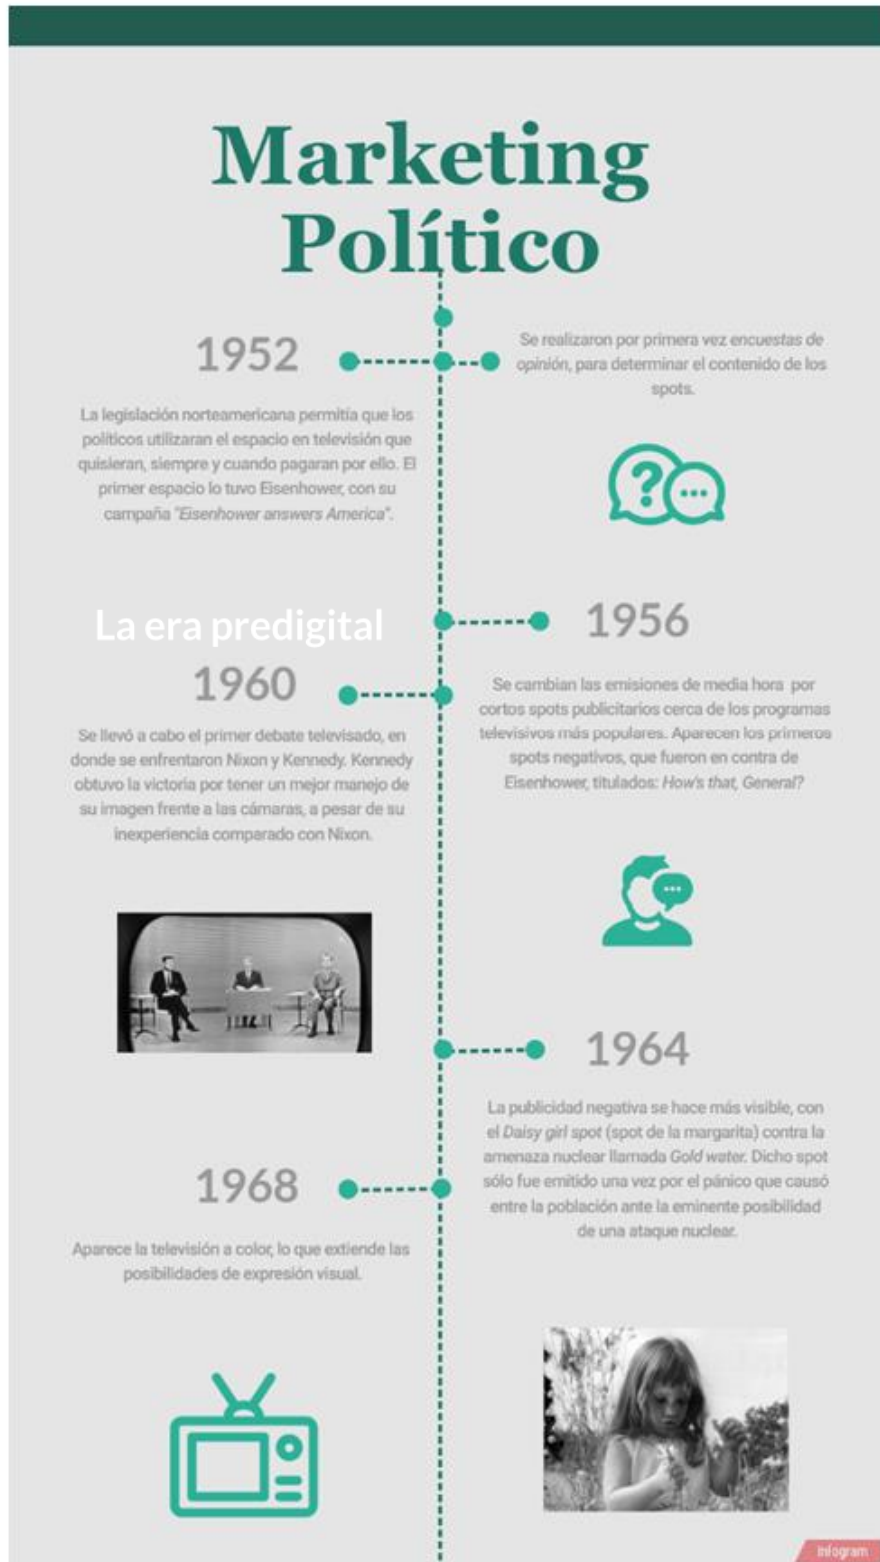 Marketing
Político
1952
La legislación norteamericana permitía que los
políticos utilizaran el espacio en televisión que
quisieran, siempre y cuando pagaran por ello. El
primer espacio lo tuvo Eisenhower, con su
campaña "Eisenhower answers America".
Se realizaron por primera vez encuestas de
opinión, para determinar el contenido de los
spots.
La era predigital
1956
Se cambian las emisiones de media hora por
cortos spots publicitarios cerca de los programas
televisivos más populares. Aparecen los primeros
spots negativos, que fueron en contra de
Eisenhower, titulados: How's that, General?
1960
Se llevó a cabo el primer debate televisado, en
donde se enfrentaron Nixon y Kennedy. Kennedy
obtuvo la victoria por tener un mejor manejo de
su imagen frente a las cámaras, a pesar de su
inexperiencia comparado con Nixon.
1964
La publicidad negativa se hace más visible, con
el Daisy girl spot (spot de la margarita) contra la
amenaza nuclear llamada Gold water. Dicho spot
sólo fue emitido una vez por el pánico que causó
entre la población ante la eminente posibilidad
de una ataque nuclear.
1968
Aparece la televisión a color, lo que extiende las
posibilidades de expresión visual.
infogram